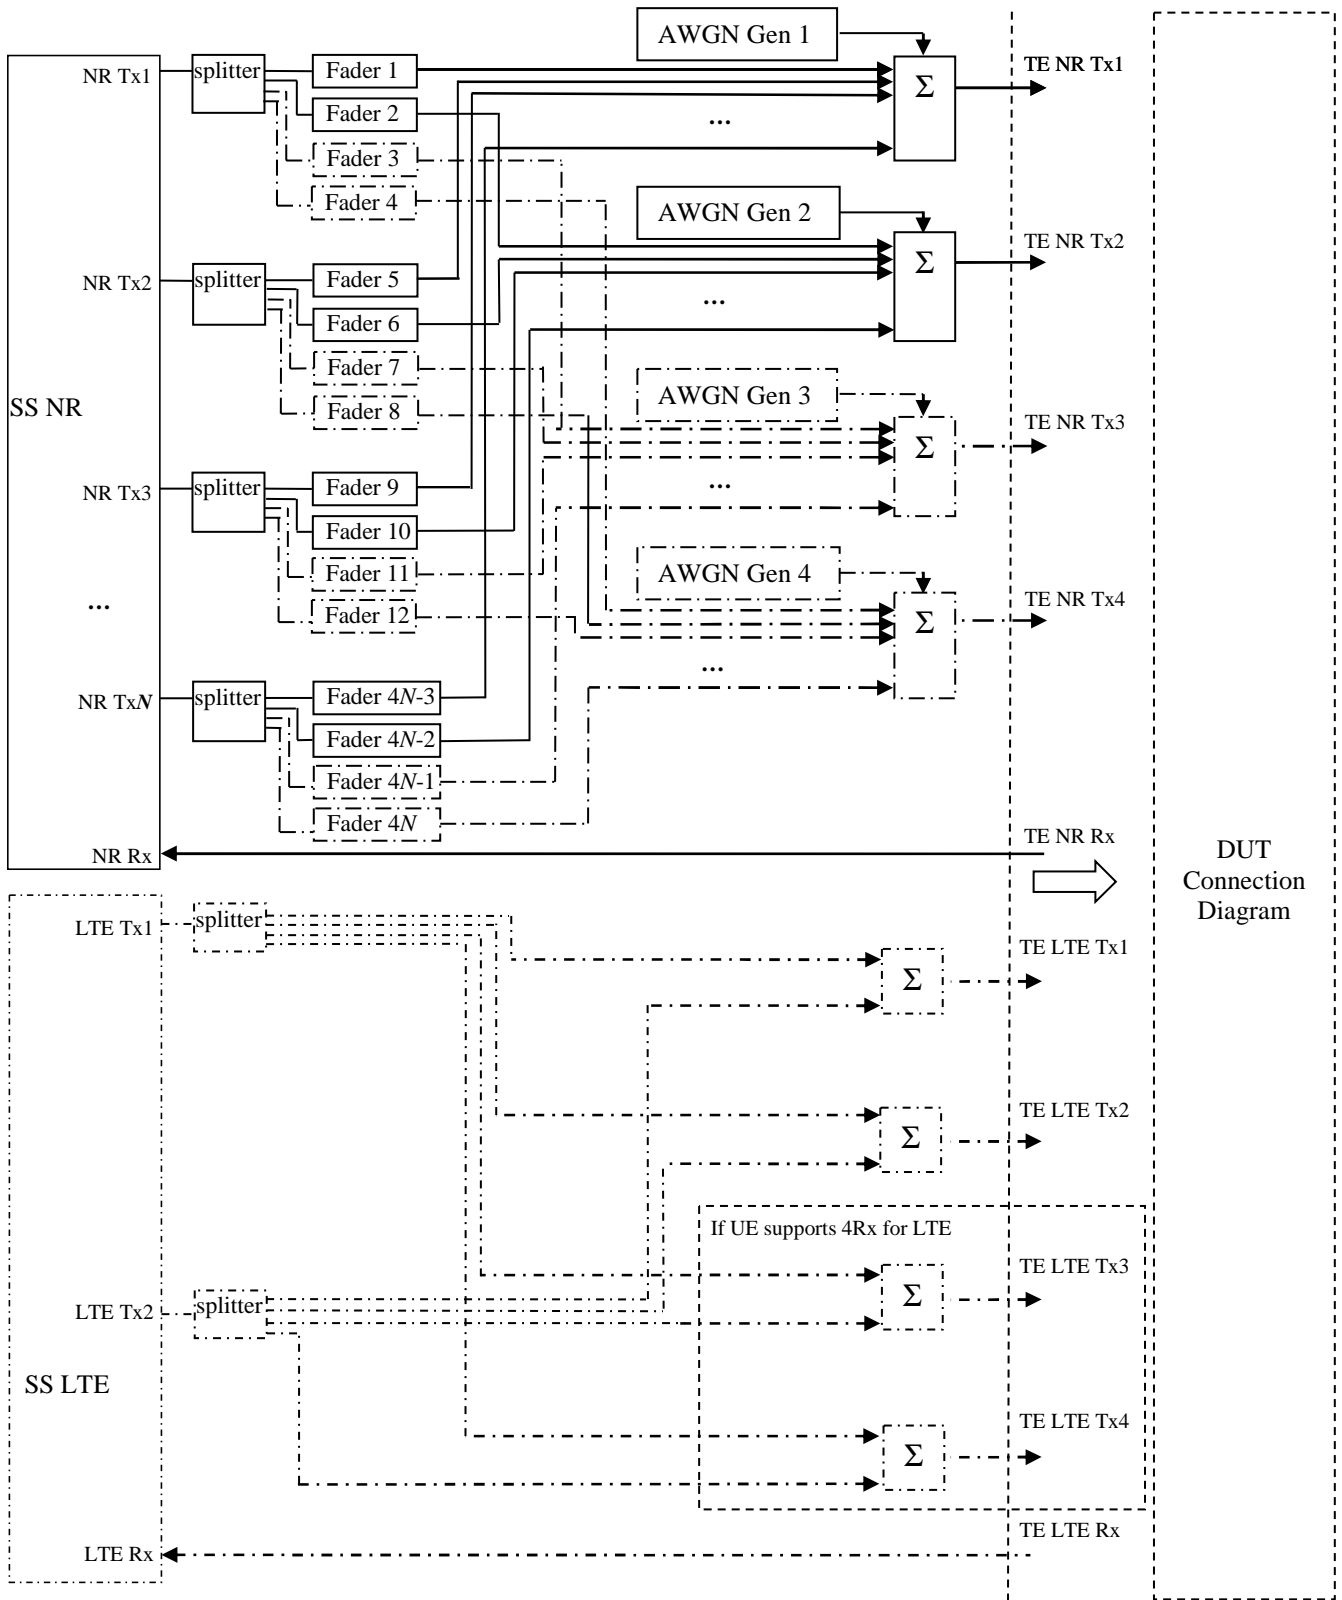 AWGN Gen 1
NR Tx1
splitter
Fader 1
Σ
TE NR Tx1
Fader 2
...
Fader 3
Fader 4
AWGN Gen 2
TE NR Tx2
NR Tx2
splitter
Fader 5
Σ
...
Fader 6
Fader 7
AWGN Gen 3
SS NR
Fader 8
TE NR Tx3
Σ
NR Tx3
splitter
Fader 9
...
Fader 10
Fader 11
AWGN Gen 4
...
Fader 12
TE NR Tx4
Σ
...
NR TxN
splitter
Fader 4N-3
Fader 4N-2
Fader 4N-1
Fader 4N
TE NR Rx
NR Rx
DUT
Connection
Diagram
LTE Tx1
splitter
TE LTE Tx1
Σ
TE LTE Tx2
Σ
If UE supports 4Rx for LTE
TE LTE Tx3
Σ
LTE Tx2
splitter
SS LTE
TE LTE Tx4
Σ
TE LTE Rx
LTE Rx